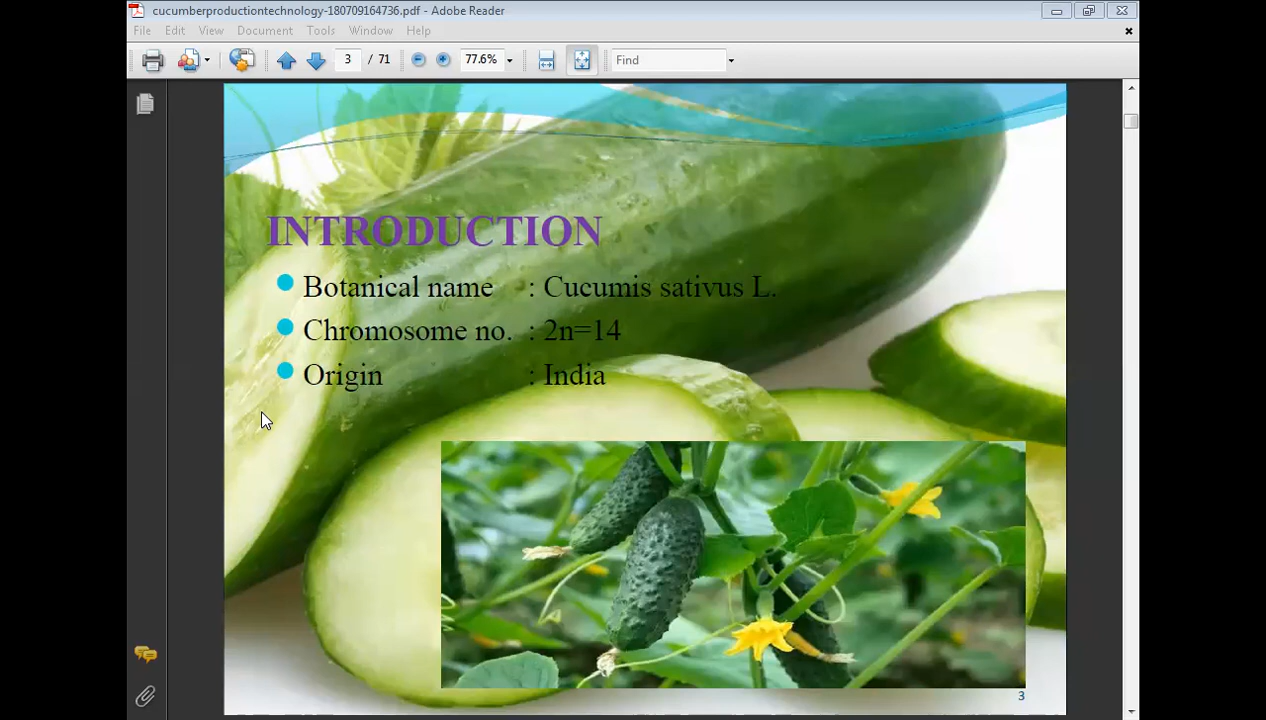 cucumberproductiontechnology-180709164736.pdf - Adobe Reader
File Edit View Document Tools Window Help
3 / 71 77.6% Find
INTRODUCTION
Botanical name : Cucumis sativus L.
Chromosome no. : 2n=14
Origin : India
3